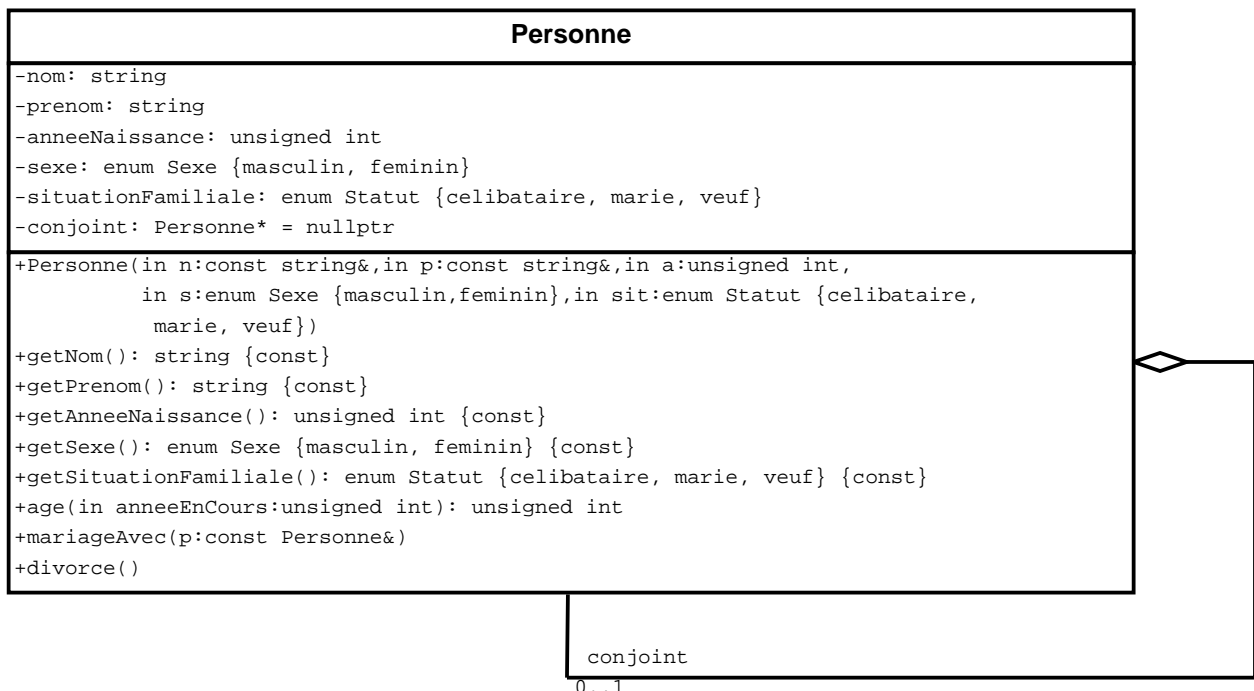 Personne
-nom: string
-prenom: string
-anneeNaissance: unsigned int
-sexe: enum Sexe {masculin, feminin}
-situationFamiliale: enum Statut {celibataire, marie, veuf}
-conjoint: Personne* = nullptr
+Personne(in n:const string&,in p:const string&,in a:unsigned int,
in s:enum Sexe {masculin,feminin},in sit:enum Statut {celibataire,
marie, veuf})
+getNom(): string {const}
+getPrenom(): string {const}
+getAnneeNaissance(): unsigned int {const}
+getSexe(): enum Sexe {masculin, feminin} {const}
+getSituationFamiliale(): enum Statut {celibataire, marie, veuf} {const}
+age(in anneeEnCours:unsigned int): unsigned int
+mariageAvec(p:const Personne&)
+divorce()
conjoint
0..1